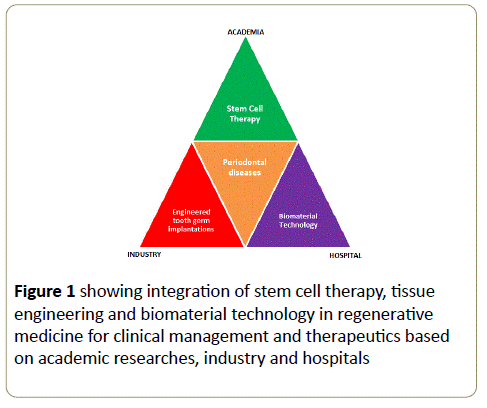 ACADEMIA
Stem Cell
Therapy
Periodontal
diseases
Engineered
tooth germ
implantations
Biomaterial
Technology
INDUSTRY
HOSPITAL
Figure 1 showing integration of stem cell therapy, tissue
engineering and biomaterial technology in regenerative
medicine for clinical management and therapeutics based
on academic researches, industry and hospitals